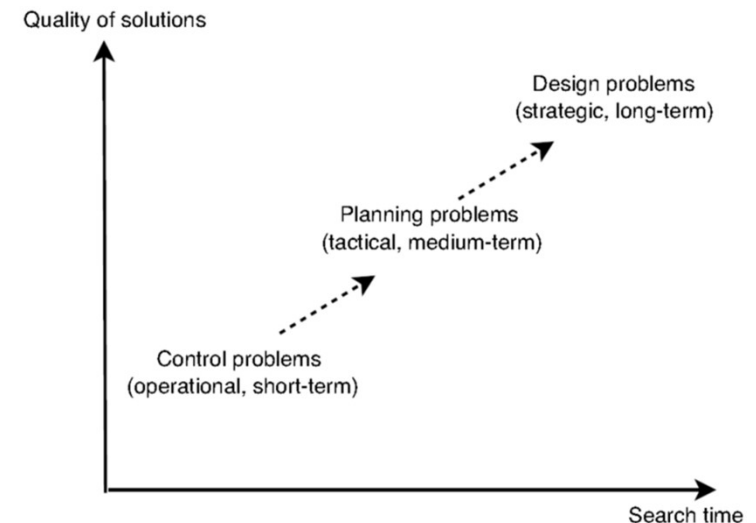 Quality of solutions
Design problems
(strategic, long-term)
Planning problems
(tactical, medium-term)
Control problems
(operational, short-term)
Search time